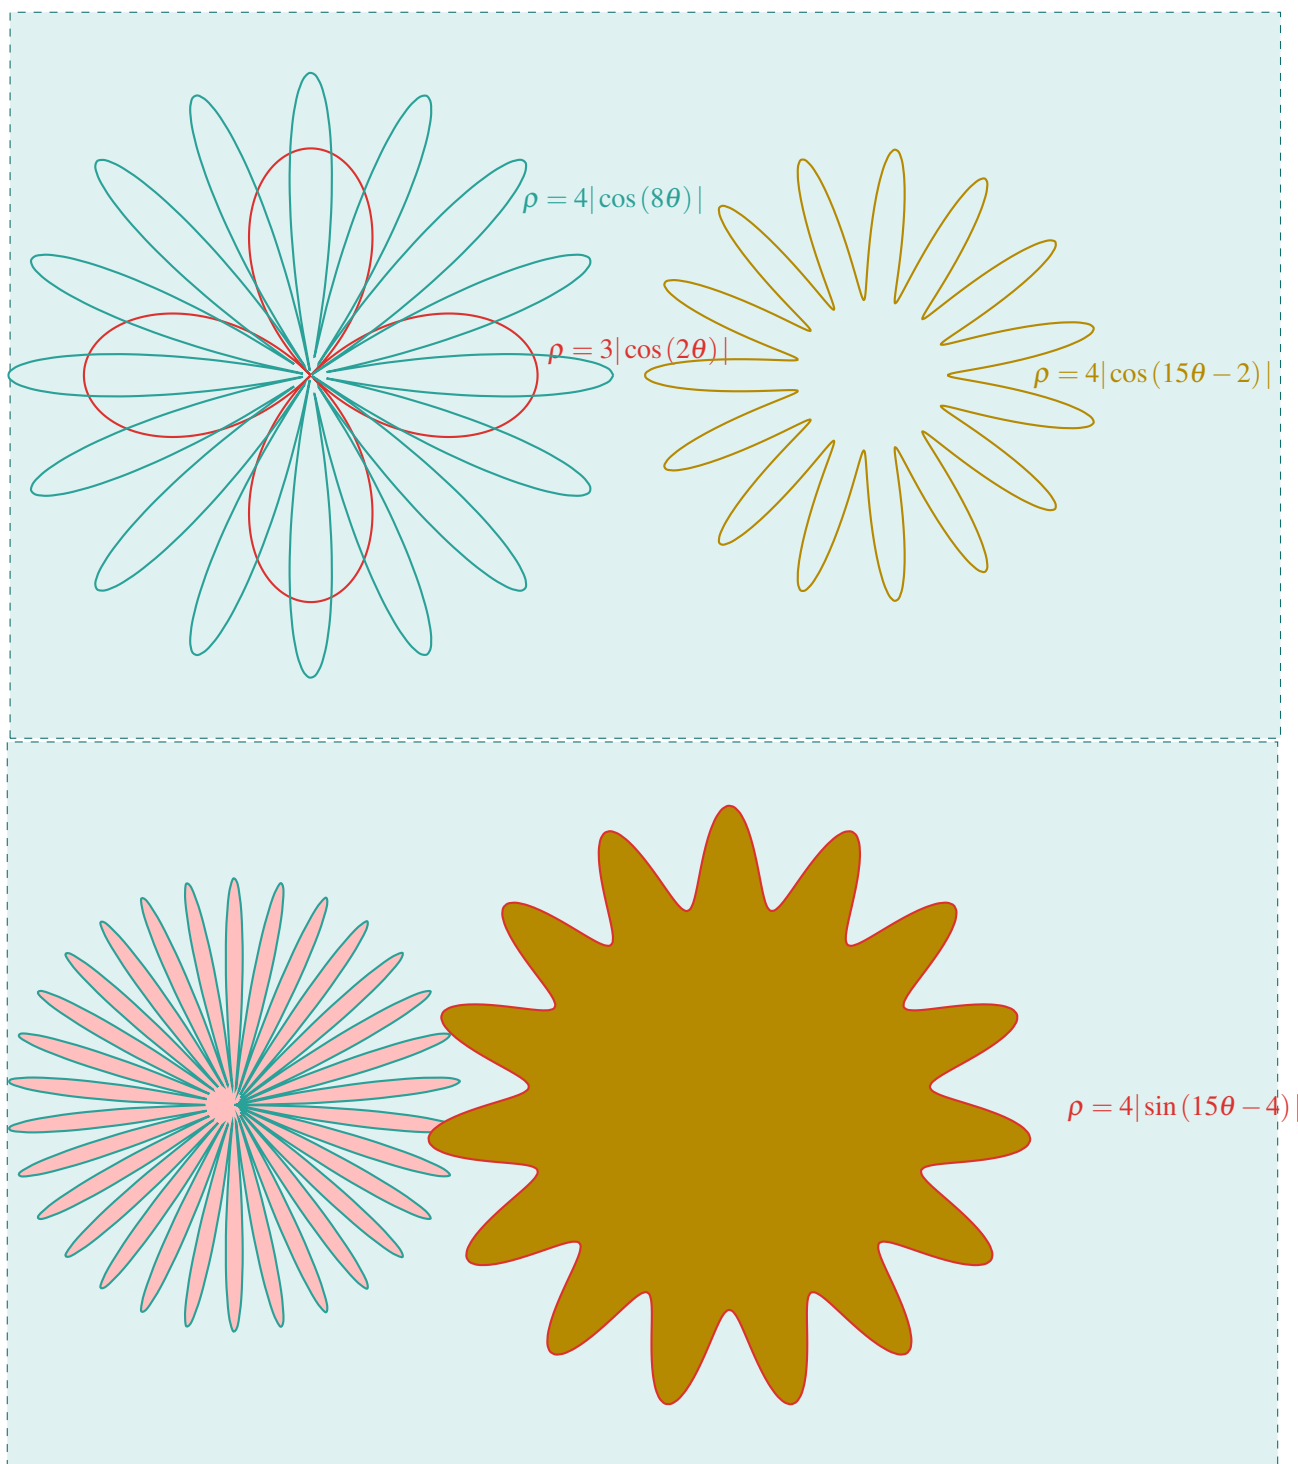 ρ = 4|cos(8θ)|
ρ = 3|cos(2θ)|
ρ = 4|cos(15θ − 2)|
ρ = 4|sin(15θ − 4)|